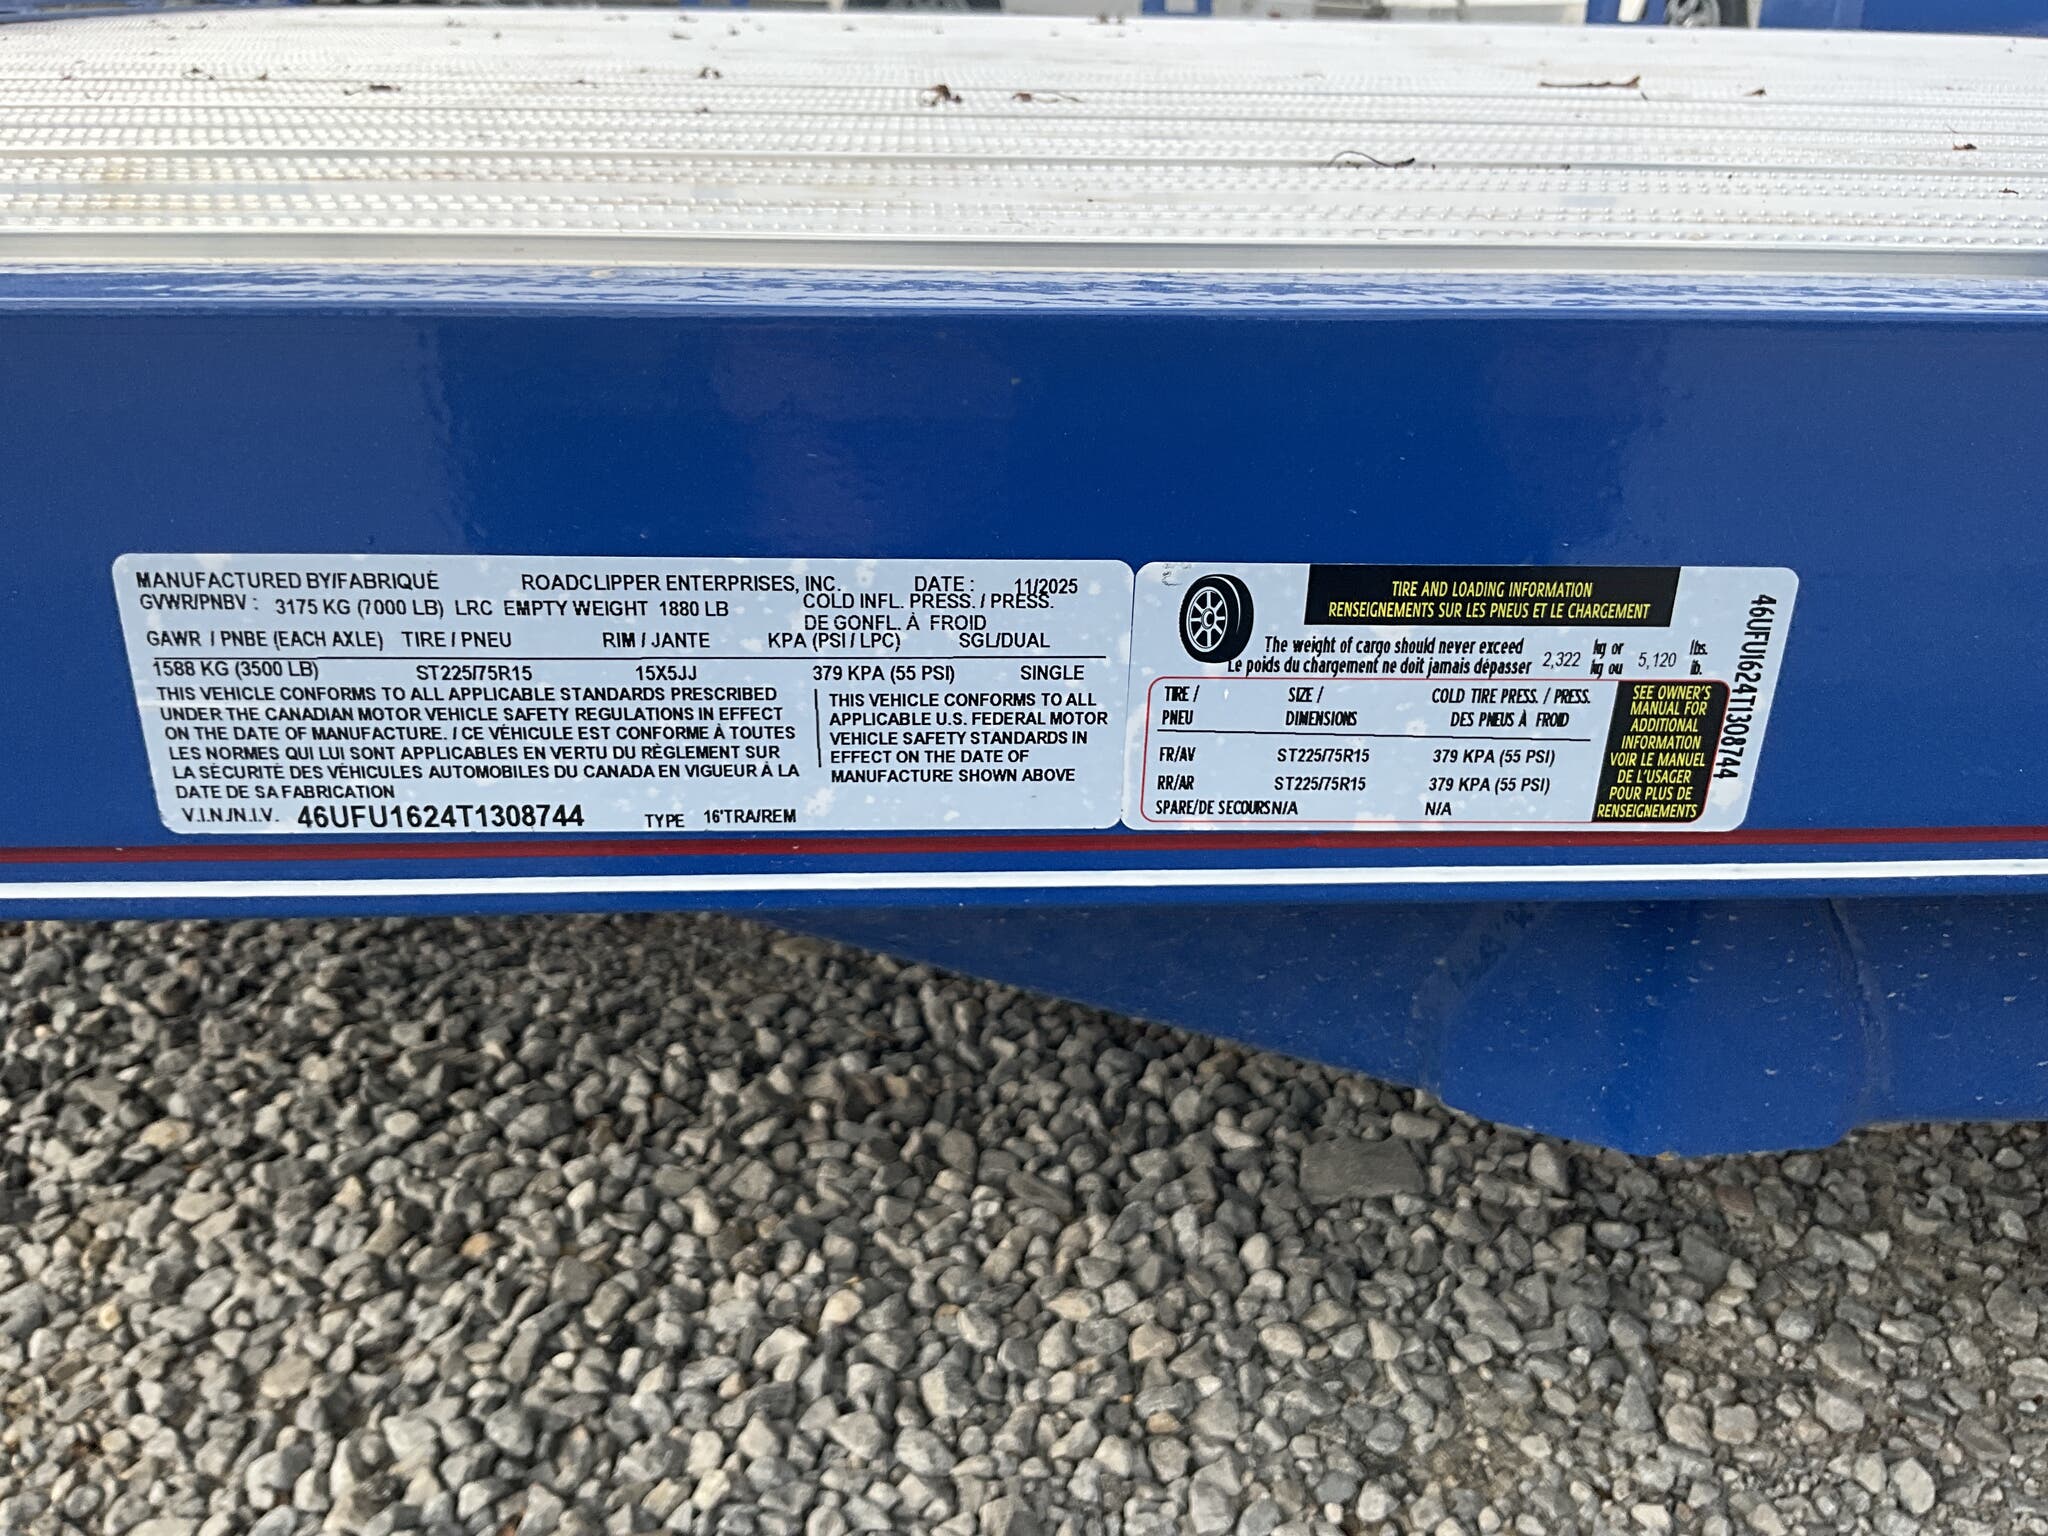 MANUFACTURED BY/FABRIQUÉ ROADCLIPPER ENTERPRISES, INC. DATE : 11/2025
GVWR/PNBV : 3175 KG (7000 LB) LRC EMPTY WEIGHT 1880 LB COLD INFL. PRESS. / PRESS.
DE GONFL. À FROID
GAWR / PNBE (EACH AXLE) TIRE / PNEU RIM / JANTE KPA (PSI / LPC) SGL/DUAL
1588 KG (3500 LB) ST225/75R15 15X5JJ 379 KPA (55 PSI) SINGLE
THIS VEHICLE CONFORMS TO ALL APPLICABLE STANDARDS PRESCRIBED
UNDER THE CANADIAN MOTOR VEHICLE SAFETY REGULATIONS IN EFFECT
ON THE DATE OF MANUFACTURE. / CE VÉHICULE EST CONFORME À TOUTES
LES NORMES QUI LUI SONT APPLICABLES EN VERTU DU RÈGLEMENT SUR
LA SÉCURITÉ DES VÉHICULES AUTOMOBILES DU CANADA EN VIGUEUR À LA
DATE DE SA FABRICATION
THIS VEHICLE CONFORMS TO ALL
APPLICABLE U.S. FEDERAL MOTOR
VEHICLE SAFETY STANDARDS IN
EFFECT ON THE DATE OF
MANUFACTURE SHOWN ABOVE
V.I.N./N.I.V. 46UFU1624T1308744 TYPE 16'TRA/REM
TIRE AND LOADING INFORMATION
RENSEIGNEMENTS SUR LES PNEUS ET LE CHARGEMENT
The weight of cargo should never exceed kg or lbs.
Le poids du chargement ne doit jamais dépasser 2,322 kg ou 5,120 lb.
TIRE / SIZE / COLD TIRE PRESS. / PRESS.
PNEU DIMENSIONS DES PNEUS À FROID
FR/AV ST225/75R15 379 KPA (55 PSI)
RR/AR ST225/75R15 379 KPA (55 PSI)
SPARE/DE SECOURS N/A N/A
SEE OWNER'S
MANUAL FOR
ADDITIONAL
INFORMATION
VOIR LE MANUEL
DE L'USAGER
POUR PLUS DE
RENSEIGNEMENTS
46UFU1624T1308744